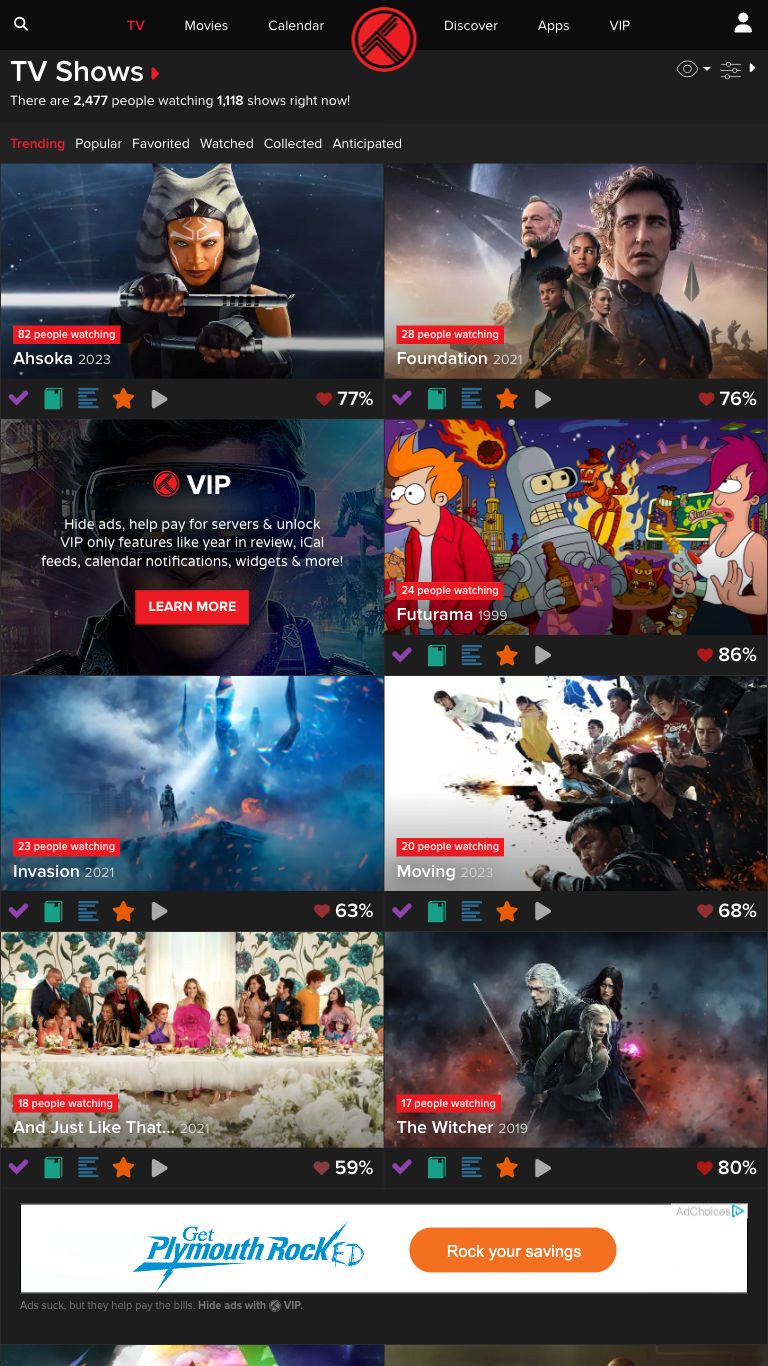 TV Movies Calendar Discover Apps VIP
TV Shows
There are 2,477 people watching 1,118 shows right now!
Trending Popular Favorited Watched Collected Anticipated
82 people watching
Ahsoka 2023
77%
28 people watching
Foundation 2021
76%
VIP
Hide ads, help pay for servers & unlock
VIP only features like year in review, iCal
feeds, calendar notifications, widgets & more!
LEARN MORE
24 people watching
Futurama 1999
86%
23 people watching
Invasion 2021
63%
20 people watching
Moving 2023
68%
18 people watching
And Just Like That... 2021
59%
17 people watching
The Witcher 2019
80%
AdChoices
Get
Plymouth RockED
Rock your savings
Ads suck, but they help pay the bills. Hide ads with VIP.